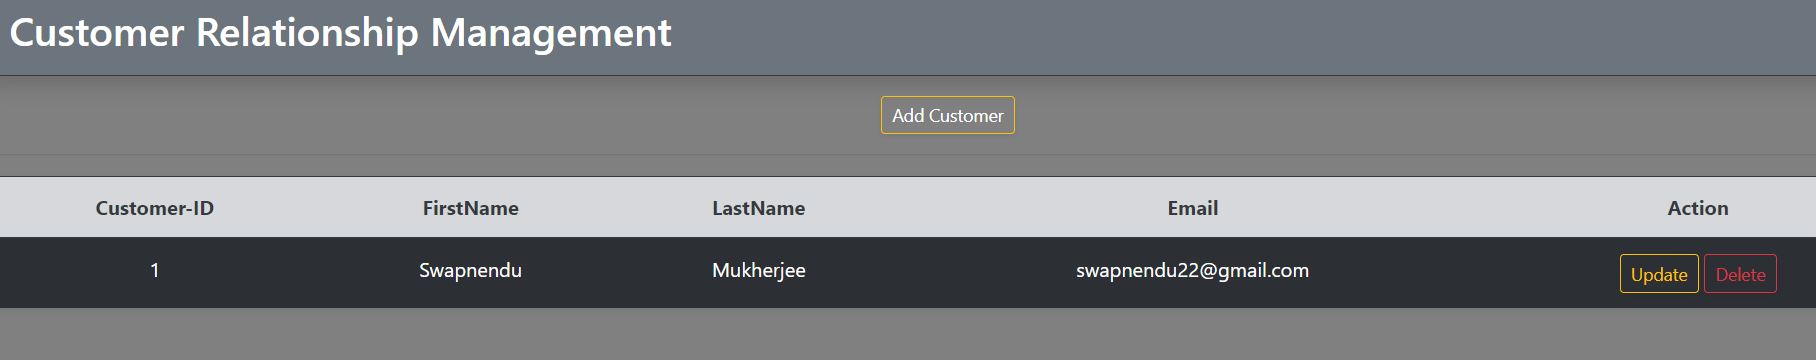 Customer Relationship Management
Add Customer
Customer-ID FirstName LastName Email Action
1 Swapnendu Mukherjee swapnendu22@gmail.com Update Delete